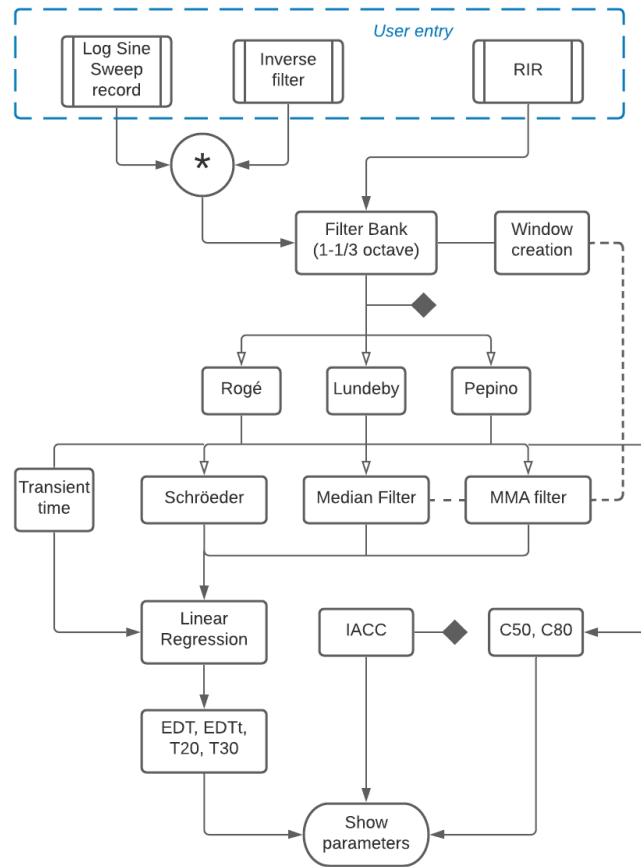 User entry
Log Sine
Sweep
record
Inverse
filter
RIR
*
Filter Bank
(1-1/3 octave)
Window
creation
Rogé
Lundeby
Pepino
Transient
time
Schröeder
Median Filter
MMA filter
Linear
Regression
IACC
C50, C80
EDT, EDTt,
T20, T30
Show
parameters